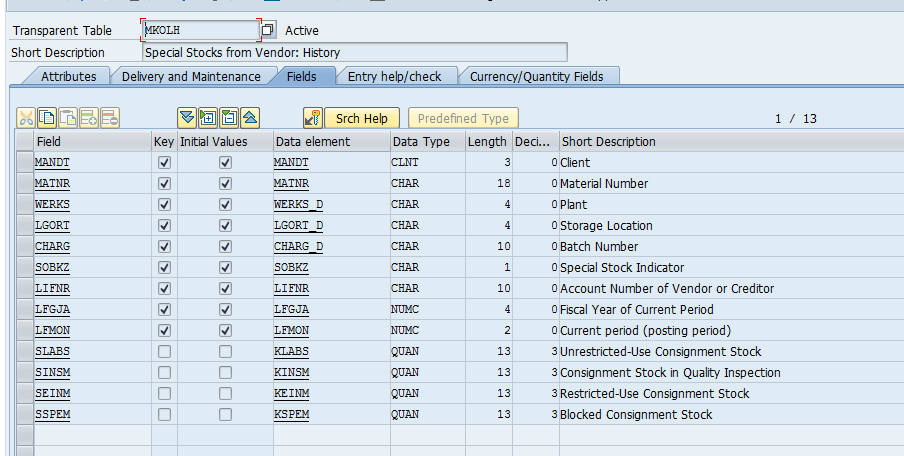 Transparent Table MKOLH Active
Short Description Special Stocks from Vendor: History
Attributes Delivery and Maintenance Fields Entry help/check Currency/Quantity Fields
Srch Help Predefined Type 1 / 13
Field Key Initial Values Data element Data Type Length Deci... Short Description
MANDT MANDT CLNT 3 0 Client
MATNR MATNR CHAR 18 0 Material Number
WERKS WERKS_D CHAR 4 0 Plant
LGORT LGORT_D CHAR 4 0 Storage Location
CHARG CHARG_D CHAR 10 0 Batch Number
SOBKZ SOBKZ CHAR 1 0 Special Stock Indicator
LIFNR LIFNR CHAR 10 0 Account Number of Vendor or Creditor
LFGJA LFGJA NUMC 4 0 Fiscal Year of Current Period
LFMON LFMON NUMC 2 0 Current period (posting period)
SLABS KLABS QUAN 13 3 Unrestricted-Use Consignment Stock
SINSM KINSM QUAN 13 3 Consignment Stock in Quality Inspection
SEINM KEINM QUAN 13 3 Restricted-Use Consignment Stock
SSPEM KSPEM QUAN 13 3 Blocked Consignment Stock